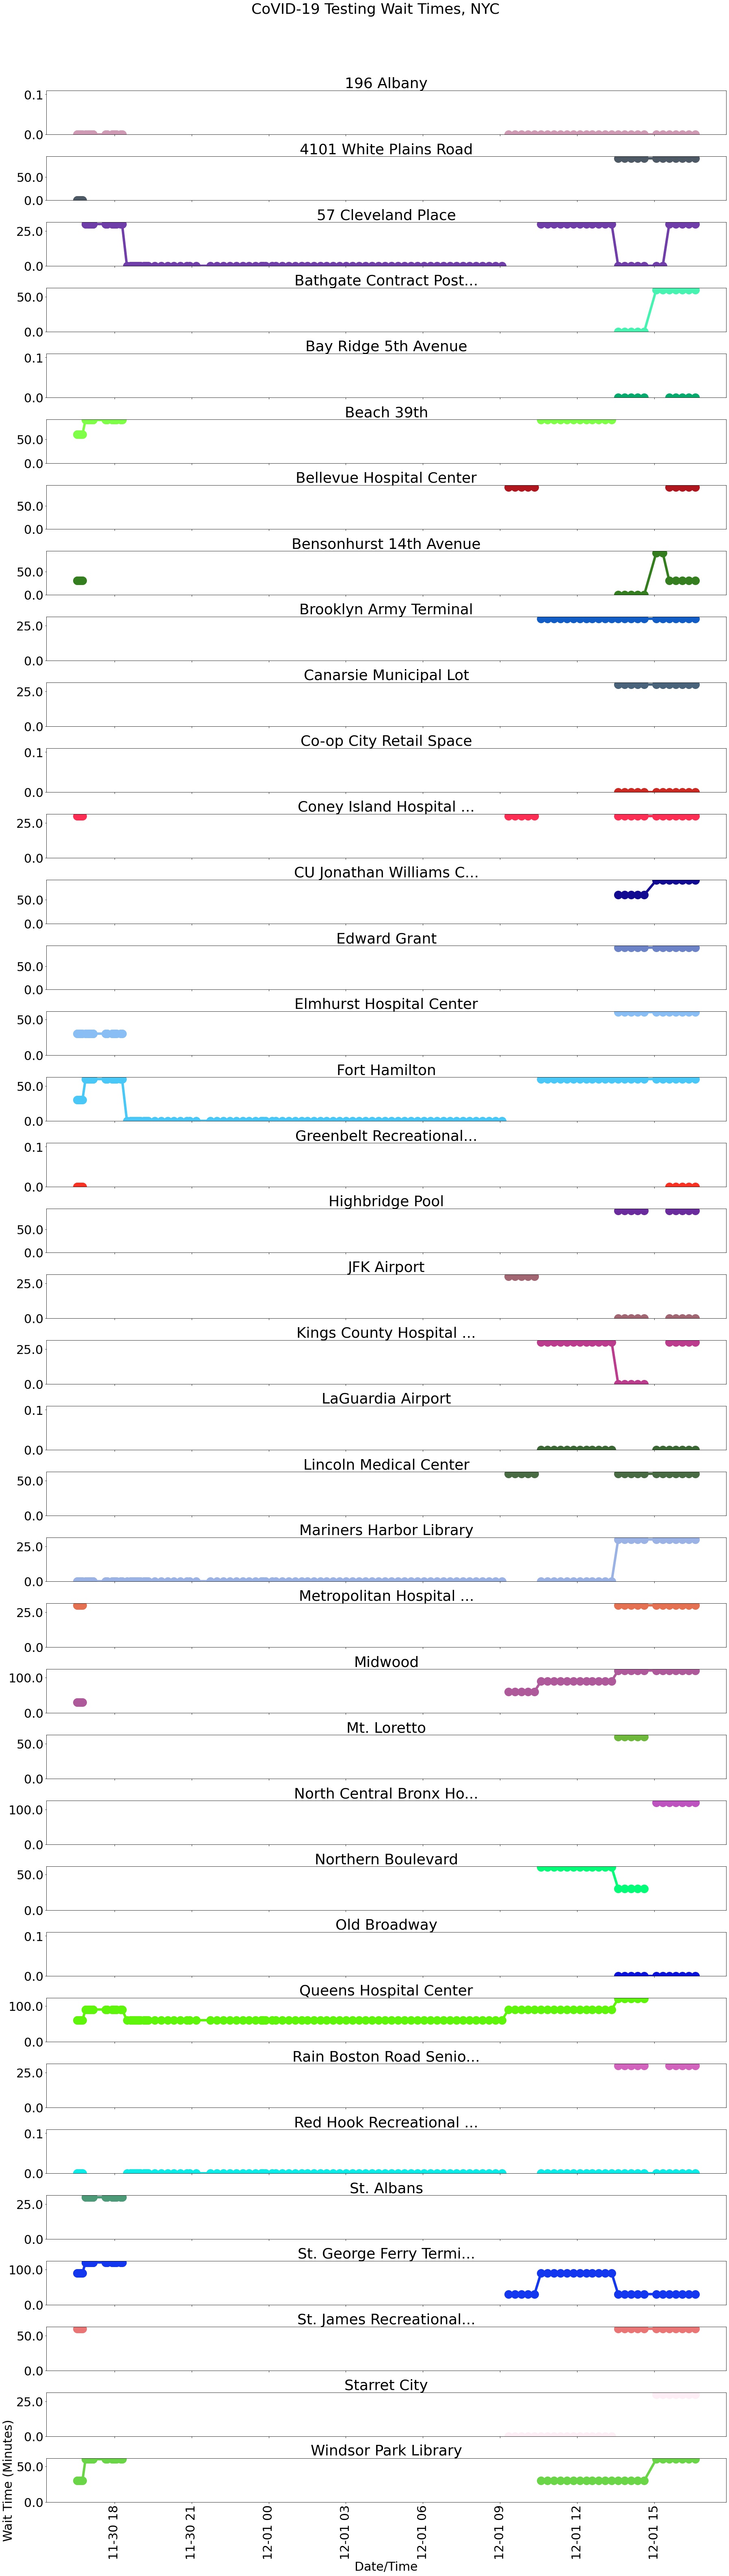 CoVID-19 Testing Wait Times, NYC
196 Albany
0.1
0.0
4101 White Plains Road
50.0
0.0
57 Cleveland Place
25.0
0.0
Bathgate Contract Post...
50.0
0.0
Bay Ridge 5th Avenue
0.1
0.0
Beach 39th
50.0
0.0
Bellevue Hospital Center
50.0
0.0
Bensonhurst 14th Avenue
50.0
0.0
Brooklyn Army Terminal
25.0
0.0
Canarsie Municipal Lot
25.0
0.0
Co-op City Retail Space
0.1
0.0
Coney Island Hospital ...
25.0
0.0
CU Jonathan Williams C...
50.0
0.0
Edward Grant
50.0
0.0
Elmhurst Hospital Center
50.0
0.0
Fort Hamilton
50.0
0.0
Greenbelt Recreational...
0.1
0.0
Highbridge Pool
50.0
0.0
JFK Airport
25.0
0.0
Kings County Hospital ...
25.0
0.0
LaGuardia Airport
0.1
0.0
Lincoln Medical Center
50.0
0.0
Mariners Harbor Library
25.0
0.0
Metropolitan Hospital ...
25.0
0.0
Midwood
100.0
0.0
Mt. Loretto
50.0
0.0
North Central Bronx Ho...
100.0
0.0
Northern Boulevard
50.0
0.0
Old Broadway
0.1
0.0
Queens Hospital Center
100.0
0.0
Rain Boston Road Senio...
25.0
0.0
Red Hook Recreational ...
0.1
0.0
St. Albans
25.0
0.0
St. George Ferry Termi...
100.0
0.0
St. James Recreational...
50.0
0.0
Starret City
25.0
0.0
Windsor Park Library
50.0
0.0
Wait Time (Minutes)
11-30 18
11-30 21
12-01 00
12-01 03
12-01 06
12-01 09
12-01 12
12-01 15
Date/Time